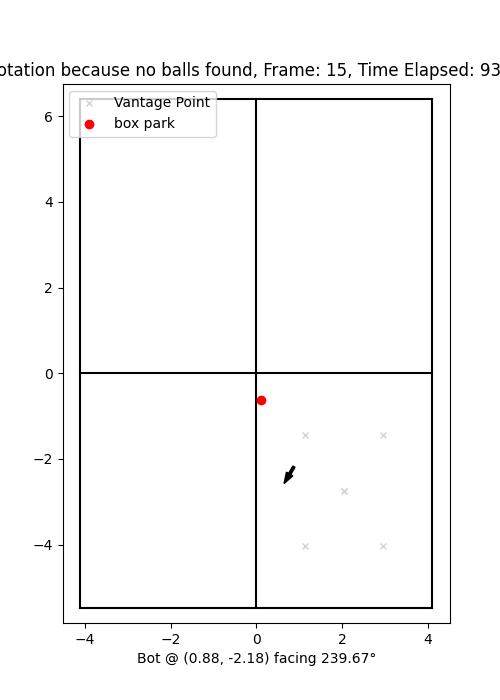 otation because no balls found, Frame: 15, Time Elapsed: 93
Vantage Point
box park
6
4
2
0
−2
−4
−4
−2
0
2
4
Bot @ (0.88, -2.18) facing 239.67°